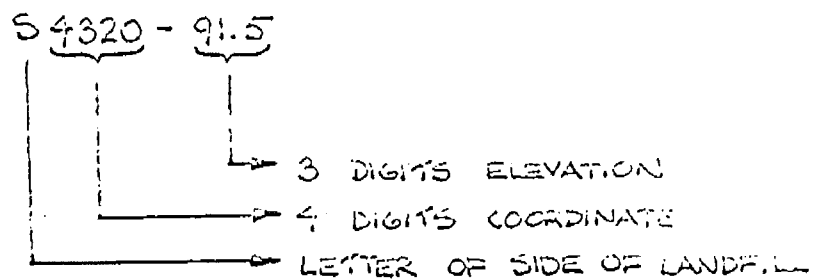 S 4320 - 91.5
3 DIGITS ELEVATION
4 DIGITS COORDINATE
LETTER OF SIDE OF LANDFILL